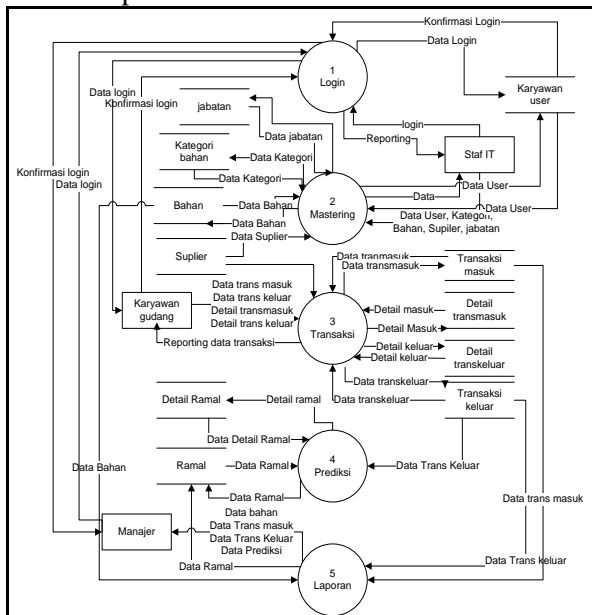 Konfirmasi Login
Data Login
1
Login
Karyawan
user
Data login
Konfirmasi login
jabatan
Data jabatan
login
Reporting
Staf IT
Kategori
bahan
Data Kategori
Data Kategori
Konfirmasi login
Data login
2
Mastering
Data
Data User
Data User
Bahan
Data Bahan
Data Bahan
Data User, Kategori,
Bahan, Supiler, jabatan
Data Suplier
Suplier
Data tranmasuk
Data transmasuk
Transaksi
masuk
Karyawan
gudang
Data trans masuk
Data trans keluar
Detail transmasuk
Detail trans keluar
Reporting data transaksi
3
Transaksi
Detail masuk
Detail Masuk
Detail
transmasuk
Detail keluar
Detail keluar
Detail
transkeluar
Data transkeluar
Data transkeluar
Transaksi
keluar
Detail Ramal
Detail ramal
Data Detail Ramal
4
Prediksi
Ramal
Data Ramal
Data Trans Keluar
Data Bahan
Data Ramal
Data trans masuk
Manajer
Data bahan
Data Trans masuk
Data Trans Keluar
Data Prediksi
Data Ramal
5
Laporan
Data Trans keluar